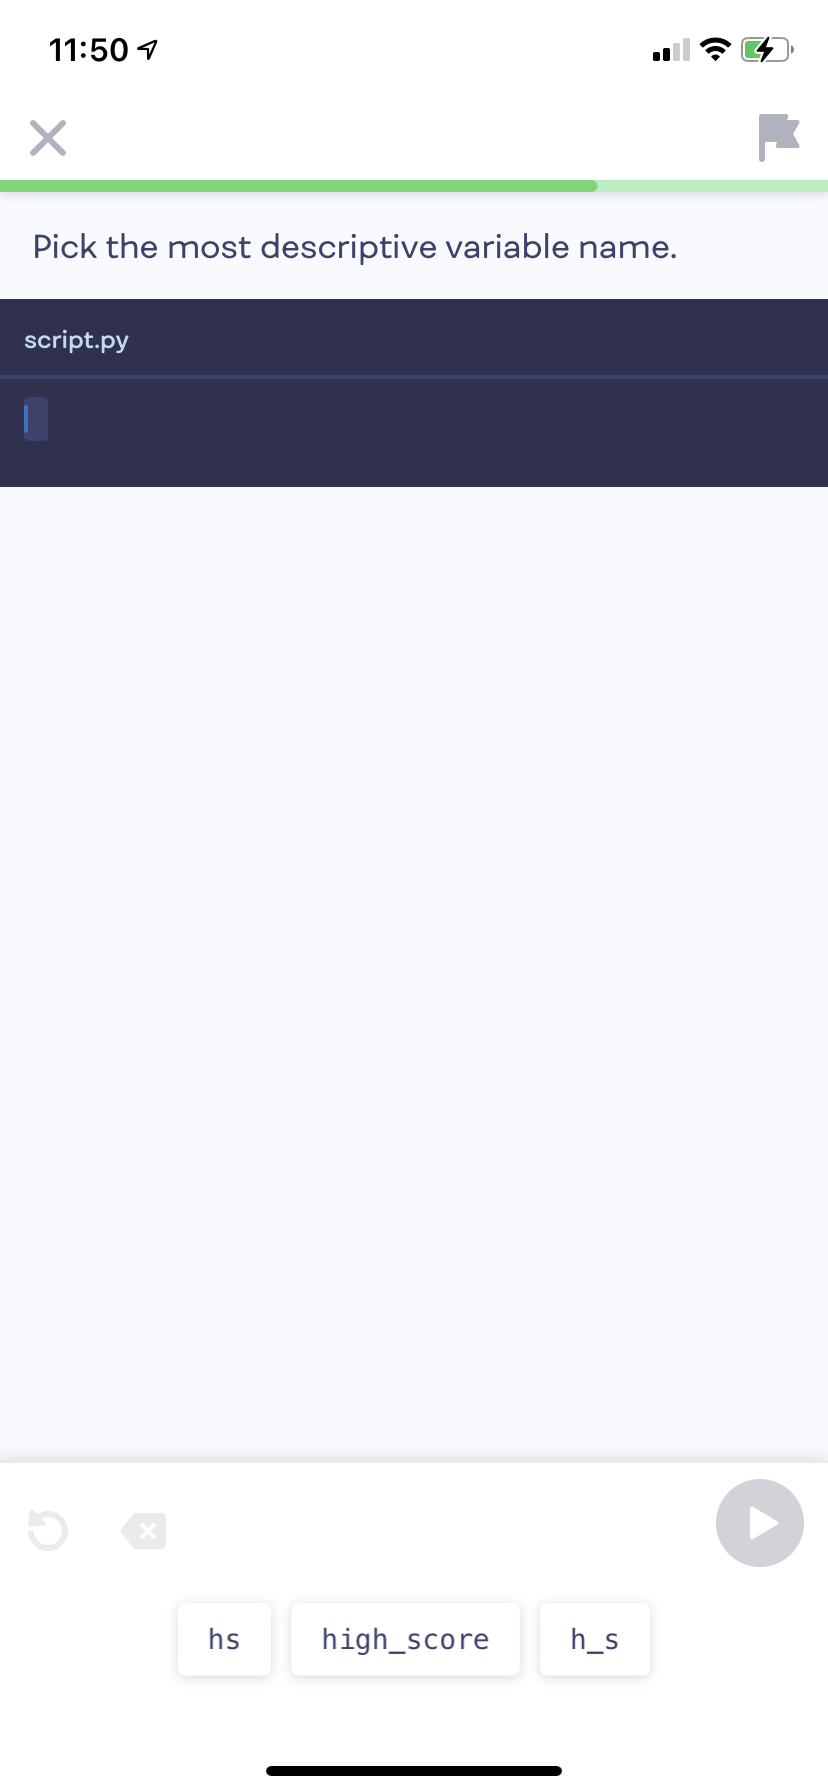 11:50
Pick the most descriptive variable name.
script.py
hs high_score h_s